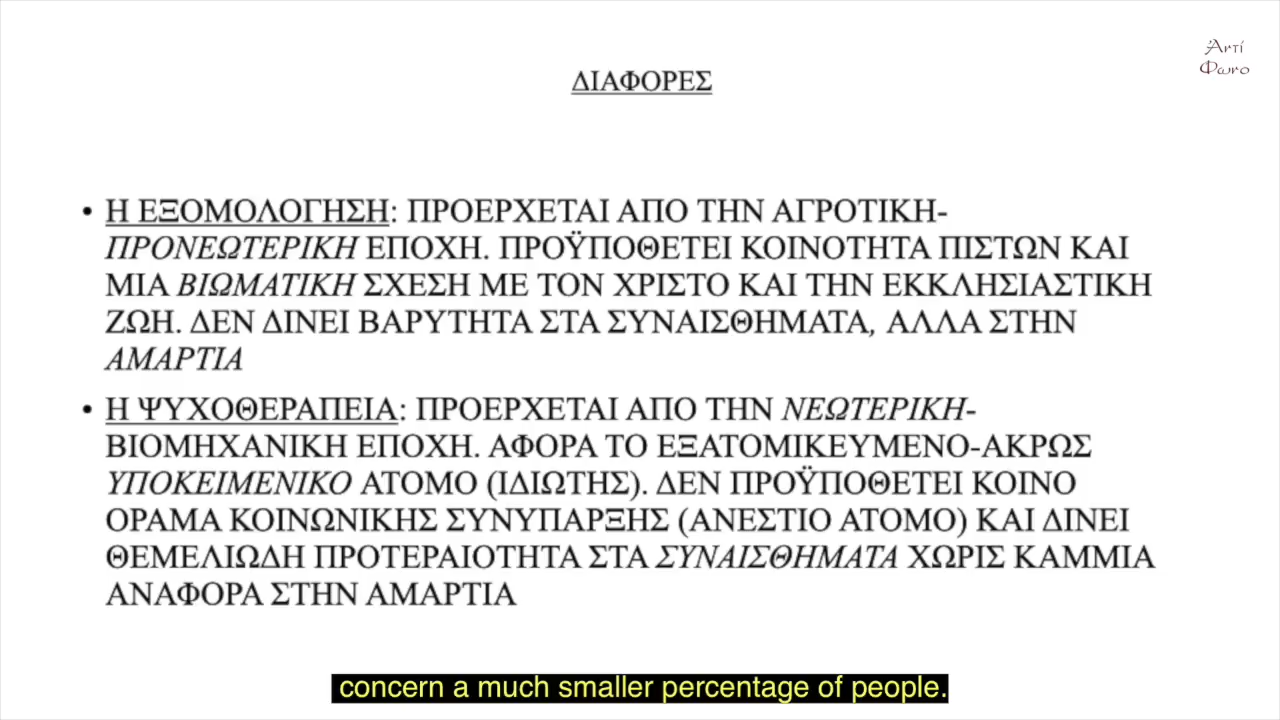 Ἀντί
Φωνο
ΔΙΑΦΟΡΕΣ
• Η ΕΞΟΜΟΛΟΓΗΣΗ: ΠΡΟΕΡΧΕΤΑΙ ΑΠΟ ΤΗΝ ΑΓΡΟΤΙΚΗ-
ΠΡΟΝΕΩΤΕΡΙΚΗ ΕΠΟΧΗ. ΠΡΟΫΠΟΘΕΤΕΙ ΚΟΙΝΟΤΗΤΑ ΠΙΣΤΩΝ ΚΑΙ
ΜΙΑ ΒΙΩΜΑΤΙΚΗ ΣΧΕΣΗ ΜΕ ΤΟΝ ΧΡΙΣΤΟ ΚΑΙ ΤΗΝ ΕΚΚΛΗΣΙΑΣΤΙΚΗ
ΖΩΗ. ΔΕΝ ΔΙΝΕΙ ΒΑΡΥΤΗΤΑ ΣΤΑ ΣΥΝΑΙΣΘΗΜΑΤΑ, ΑΛΛΑ ΣΤΗΝ
ΑΜΑΡΤΙΑ
• Η ΨΥΧΟΘΕΡΑΠΕΙΑ: ΠΡΟΕΡΧΕΤΑΙ ΑΠΟ ΤΗΝ ΝΕΩΤΕΡΙΚΗ-
ΒΙΟΜΗΧΑΝΙΚΗ ΕΠΟΧΗ. ΑΦΟΡΑ ΤΟ ΕΞΑΤΟΜΙΚΕΥΜΕΝΟ-ΑΚΡΩΣ
ΥΠΟΚΕΙΜΕΝΙΚΟ ΑΤΟΜΟ (ΙΔΙΩΤΗΣ). ΔΕΝ ΠΡΟΫΠΟΘΕΤΕΙ ΚΟΙΝΟ
ΟΡΑΜΑ ΚΟΙΝΩΝΙΚΗΣ ΣΥΝΥΠΑΡΞΗΣ (ΑΝΕΣΤΙΟ ΑΤΟΜΟ) ΚΑΙ ΔΙΝΕΙ
ΘΕΜΕΛΙΩΔΗ ΠΡΟΤΕΡΑΙΟΤΗΤΑ ΣΤΑ ΣΥΝΑΙΣΘΗΜΑΤΑ ΧΩΡΙΣ ΚΑΜΜΙΑ
ΑΝΑΦΟΡΑ ΣΤΗΝ ΑΜΑΡΤΙΑ
concern a much smaller percentage of people.